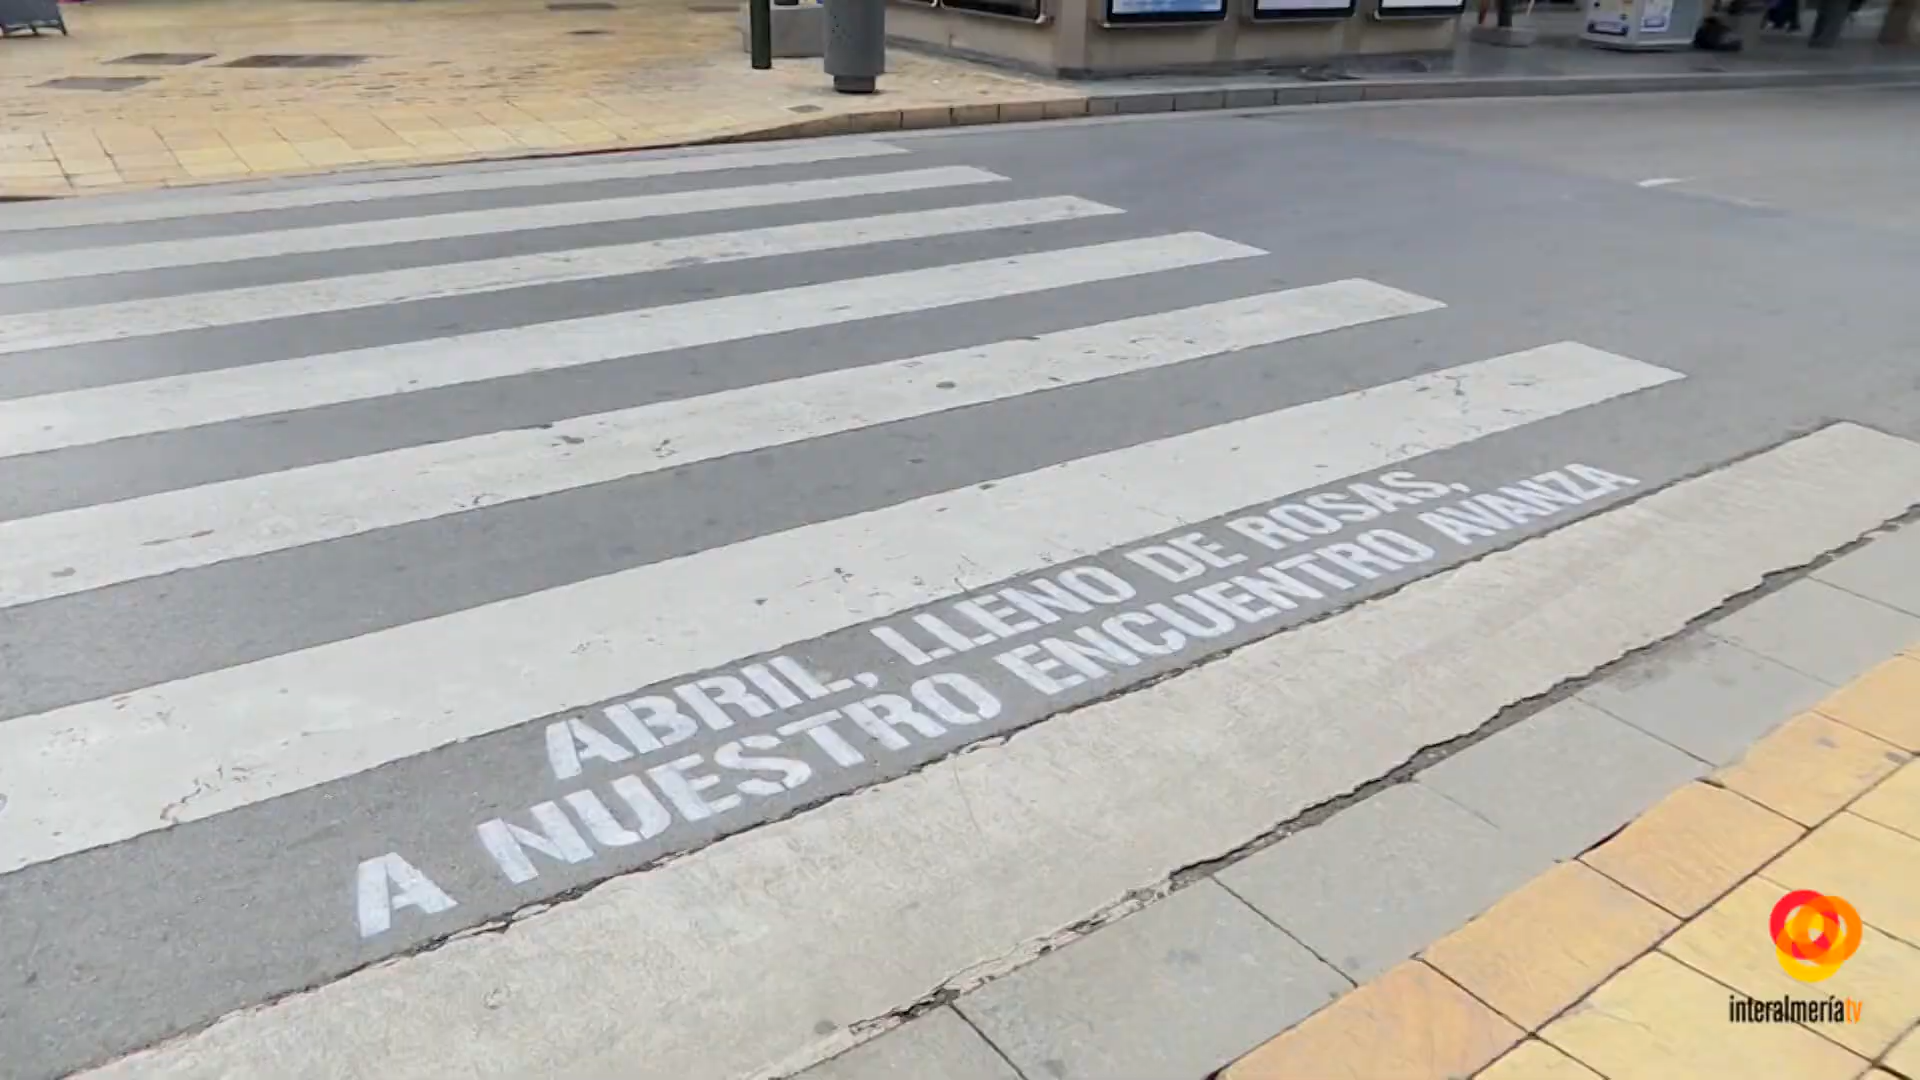 ABRIL, LLENO DE ROSAS,
A NUESTRO ENCUENTRO AVANZA
interalmeríatv